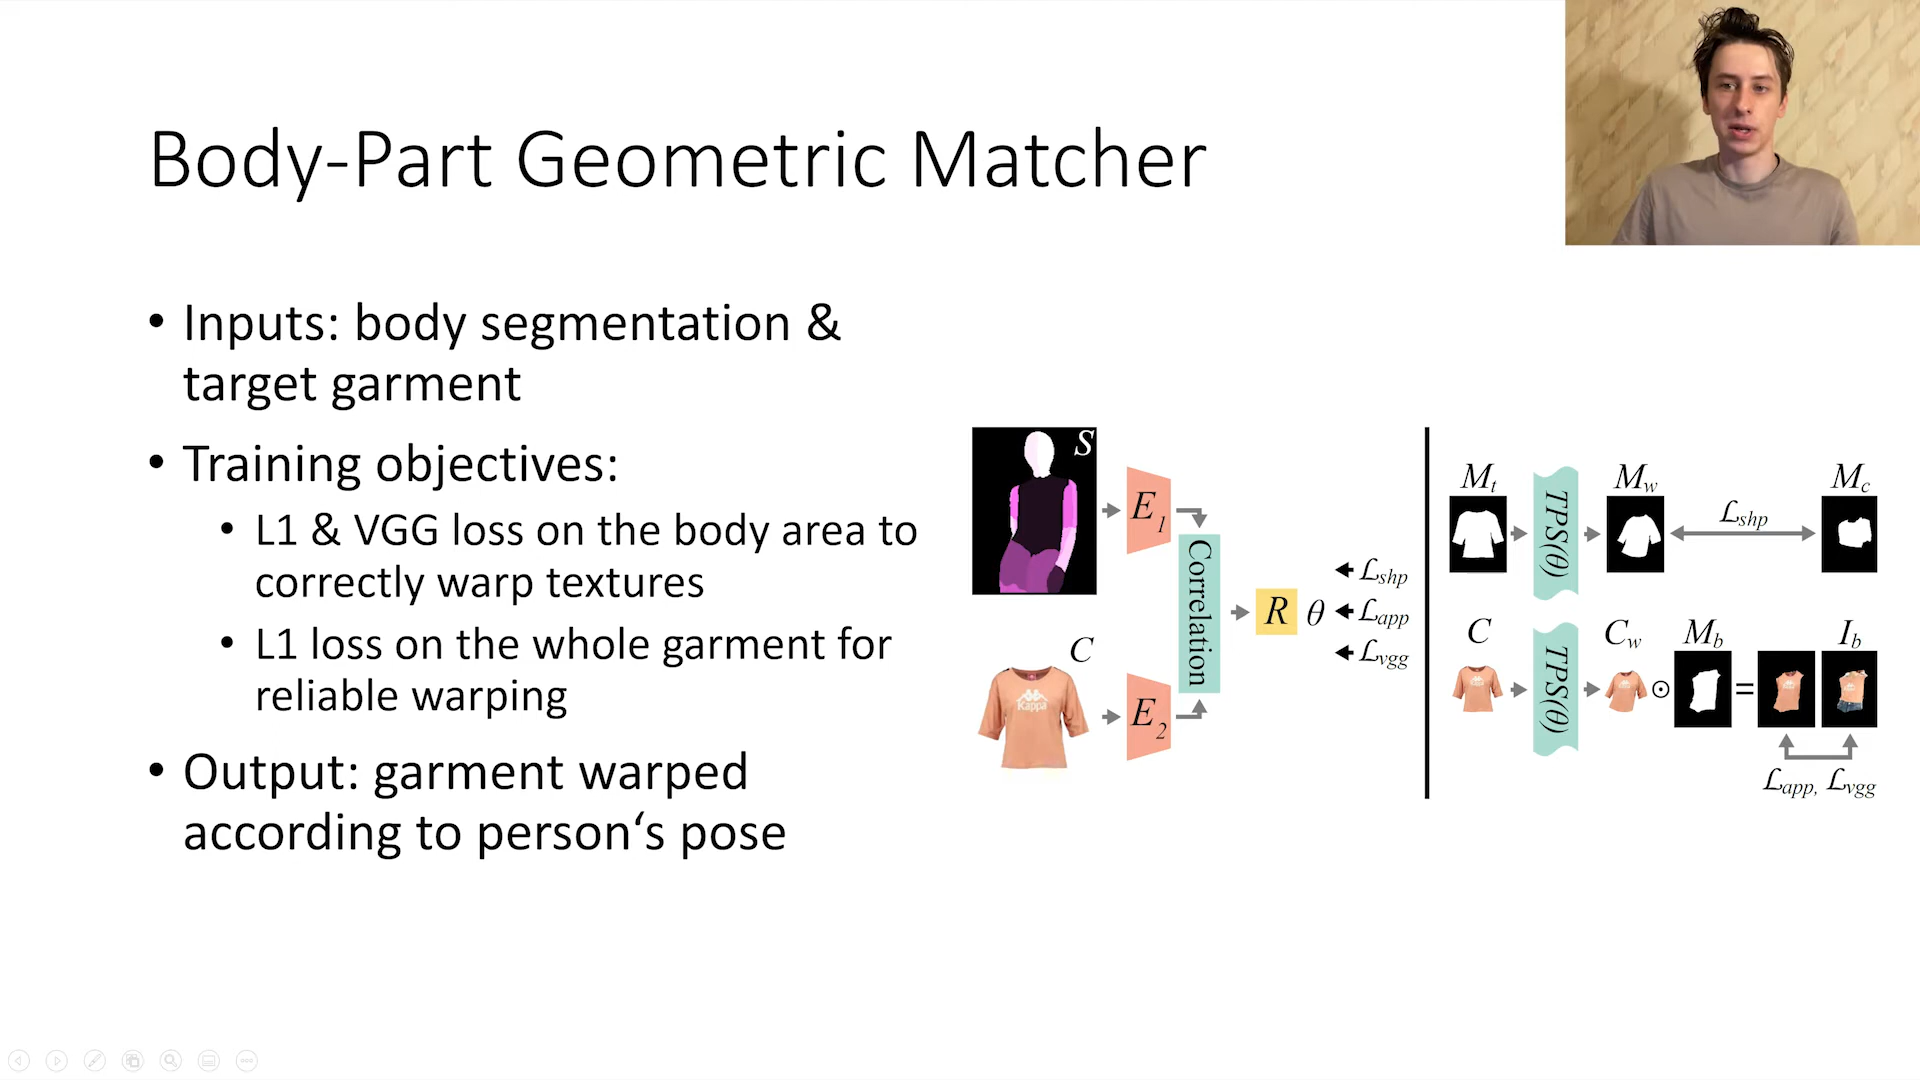 Body-Part Geometric Matcher
• Inputs: body segmentation &
target garment
• Training objectives:
• L1 & VGG loss on the body area to
correctly warp textures
• L1 loss on the whole garment for
reliable warping
• Output: garment warped
according to person‘s pose
S
E1
Correlation
R θ
Lshp
Lapp
Lvgg
C
Kappa
E2
Mt
TPS(θ)
Mw
Lshp
Mc
C
TPS(θ)
Cw
⊙
Mb
=
Ib
Lapp, Lvgg